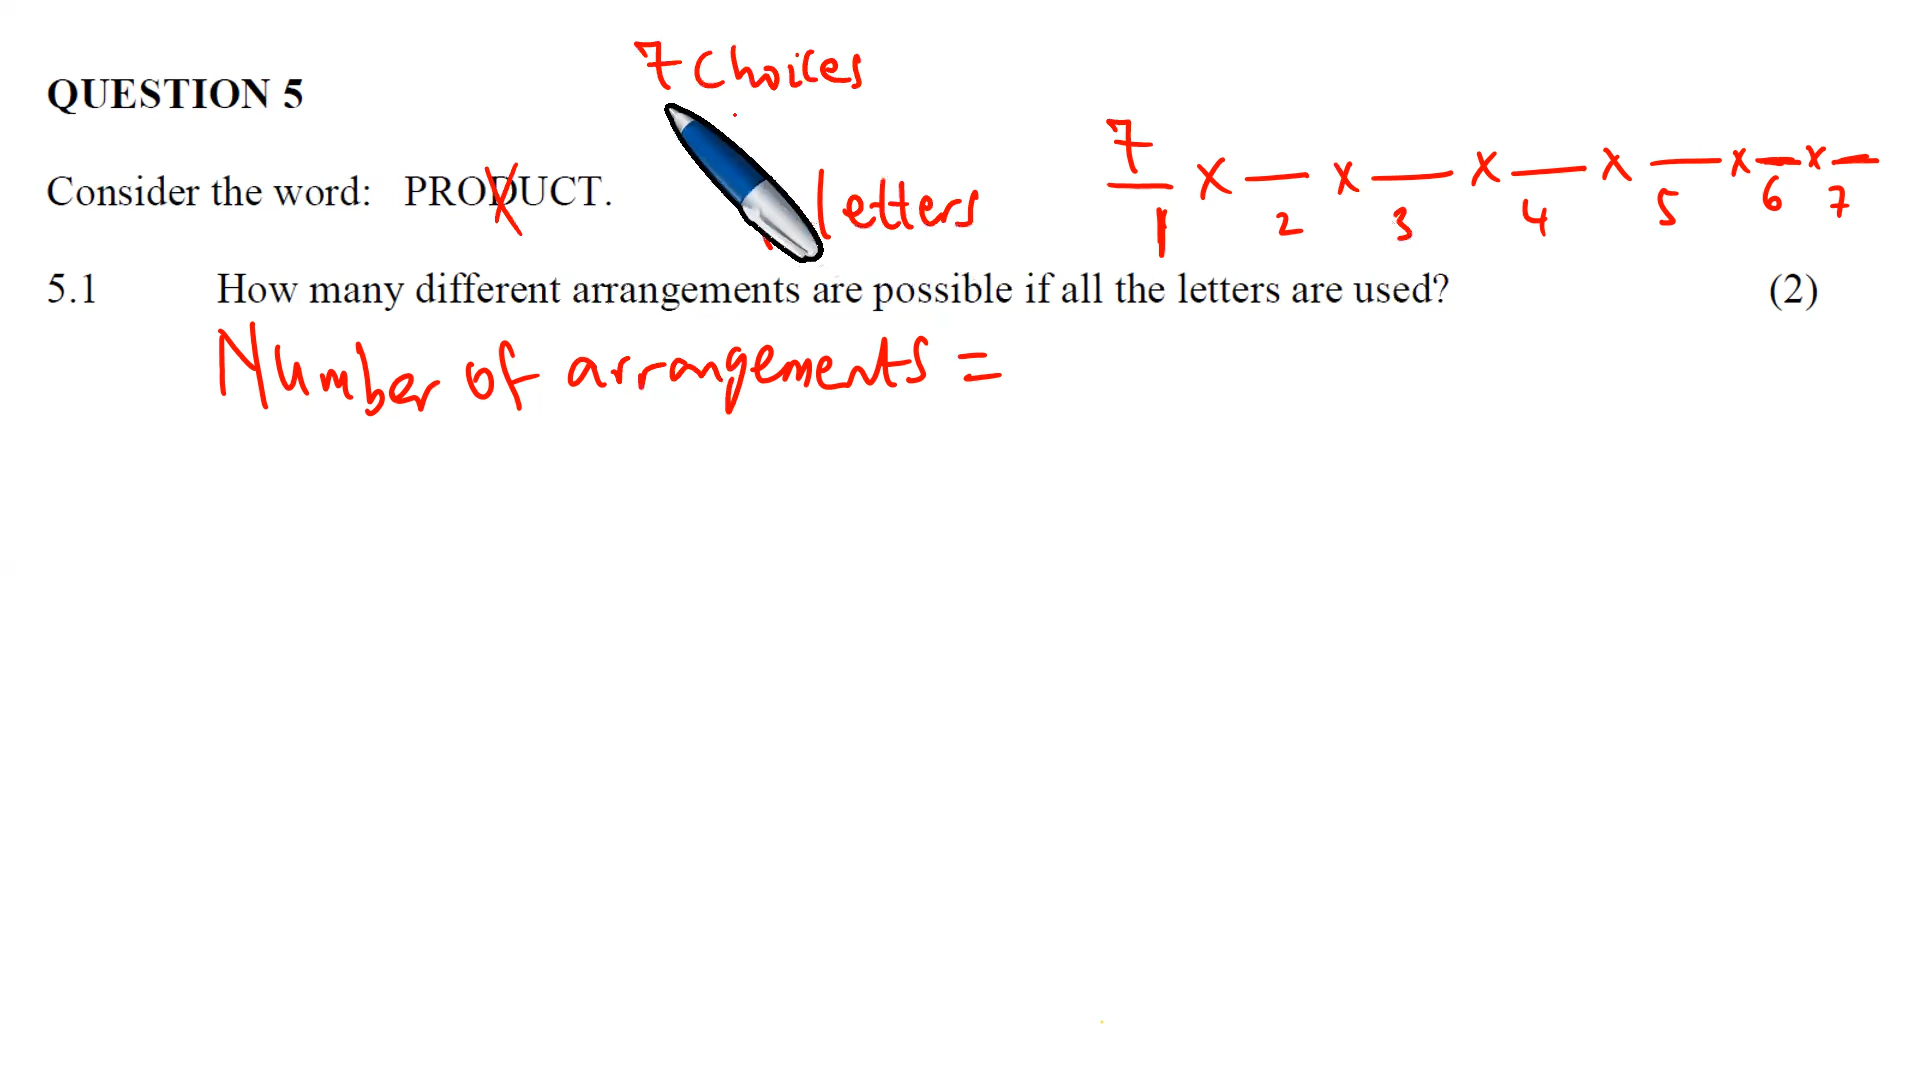 7 choices
QUESTION 5
7
Consider the word: PRODUCT.
letters
x x x x x x
1 2 3 4 5 6 7
5.1 How many different arrangements are possible if all the letters are used? (2)
Number of arrangements =